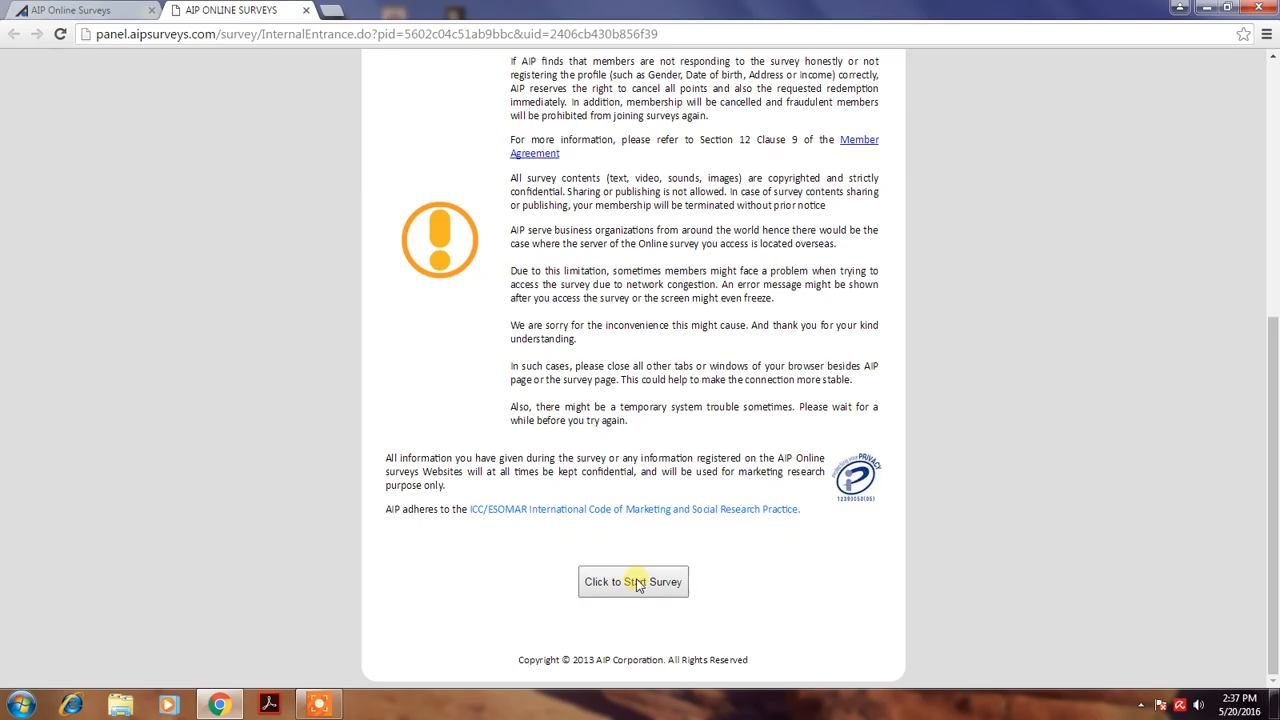 AIP Online Surveys
AIP ONLINE SURVEYS
panel.aipsurveys.com/survey/InternalEntrance.do?pid=5602c04c51ab9bbc&uid=2406cb430b856f39
If AIP finds that members are not responding to the survey honestly or not
registering the profile (such as Gender, Date of birth, Address or Income) correctly,
AIP reserves the right to cancel all points and also the requested redemption
immediately. In addition, membership will be cancelled and fraudulent members
will be prohibited from joining surveys again.
For more information, please refer to Section 12 Clause 9 of the Member
Agreement
All survey contents (text, video, sounds, images) are copyrighted and strictly
confidential. Sharing or publishing is not allowed. In case of survey contents sharing
or publishing, your membership will be terminated without prior notice
AIP serve business organizations from around the world hence there would be the
case where the server of the Online survey you access is located overseas.
Due to this limitation, sometimes members might face a problem when trying to
access the survey due to network congestion. An error message might be shown
after you access the survey or the screen might even freeze.
We are sorry for the inconvenience this might cause. And thank you for your kind
understanding.
In such cases, please close all other tabs or windows of your browser besides AIP
page or the survey page. This could help to make the connection more stable.
Also, there might be a temporary system trouble sometimes. Please wait for a
while before you try again.
All information you have given during the survey or any information registered on the AIP Online
surveys Websites will at all times be kept confidential, and will be used for marketing research
purpose only.
PRIVACY
12390050(05)
AIP adheres to the ICC/ESOMAR International Code of Marketing and Social Research Practice.
Click to Start Survey
Copyright © 2013 AIP Corporation. All Rights Reserved
2:37 PM
5/20/2016